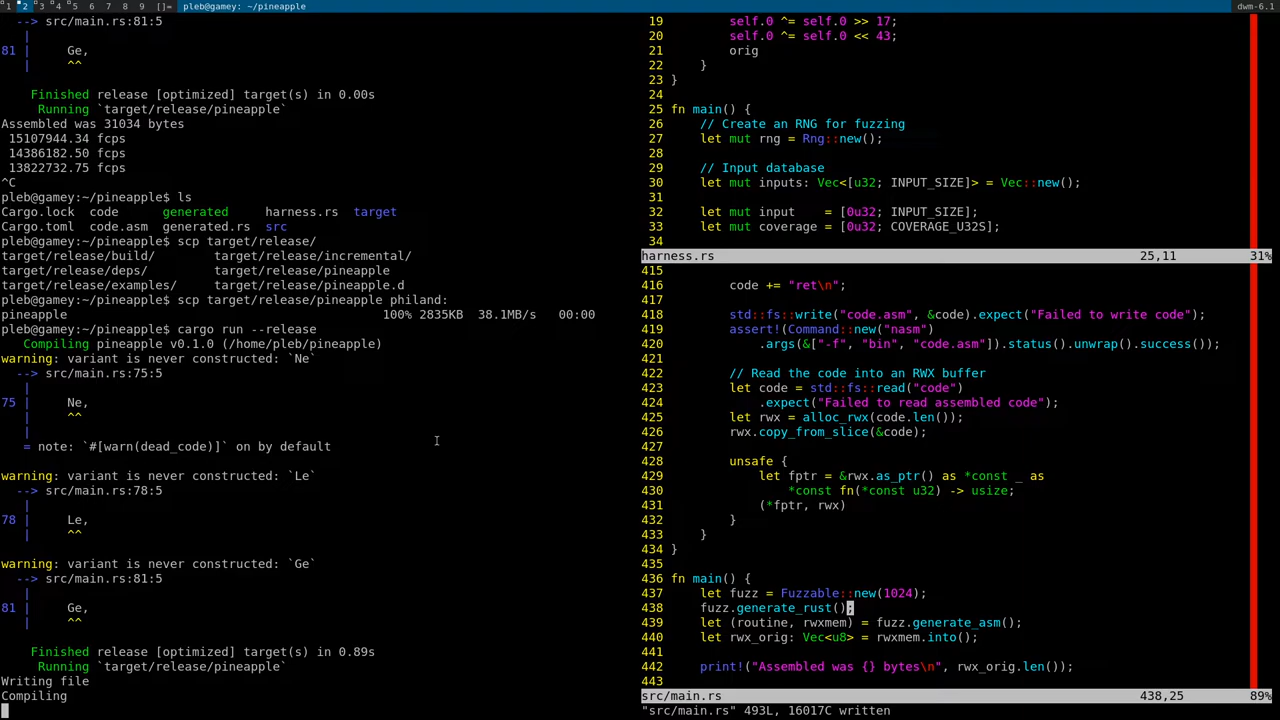 1 2 3 4 5 6 7 8 9 []= pleb@gamey: ~/pineapple dwm-6.1
--> src/main.rs:81:5
|
81 | Ge,
| ^^
Finished release [optimized] target(s) in 0.00s
Running `target/release/pineapple`
Assembled was 31034 bytes
15107944.34 fcps
14386182.50 fcps
13822732.75 fcps
^C
pleb@gamey:~/pineapple$ ls
Cargo.lock code generated harness.rs target
Cargo.toml code.asm generated.rs src
pleb@gamey:~/pineapple$ scp target/release/
target/release/build/ target/release/incremental/
target/release/deps/ target/release/pineapple
target/release/examples/ target/release/pineapple.d
pleb@gamey:~/pineapple$ scp target/release/pineapple philand:
pineapple 100% 2835KB 38.1MB/s 00:00
pleb@gamey:~/pineapple$ cargo run --release
Compiling pineapple v0.1.0 (/home/pleb/pineapple)
warning: variant is never constructed: `Ne`
--> src/main.rs:75:5
|
75 | Ne,
| ^^
|
= note: `#[warn(dead_code)]` on by default
warning: variant is never constructed: `Le`
--> src/main.rs:78:5
|
78 | Le,
| ^^
warning: variant is never constructed: `Ge`
--> src/main.rs:81:5
|
81 | Ge,
| ^^
Finished release [optimized] target(s) in 0.89s
Running `target/release/pineapple`
Writing file
Compiling
19 self.0 ^= self.0 >> 17;
20 self.0 ^= self.0 << 43;
21 orig
22 }
23 }
24
25 fn main() {
26 // Create an RNG for fuzzing
27 let mut rng = Rng::new();
28
29 // Input database
30 let mut inputs: Vec<[u32; INPUT_SIZE]> = Vec::new();
31
32 let mut input = [0u32; INPUT_SIZE];
33 let mut coverage = [0u32; COVERAGE_U32S];
34
harness.rs 25,11 31%
415
416 code += "ret\n";
417
418 std::fs::write("code.asm", &code).expect("Failed to write code");
419 assert!(Command::new("nasm")
420 .args(&["-f", "bin", "code.asm"]).status().unwrap().success());
421
422 // Read the code into an RWX buffer
423 let code = std::fs::read("code")
424 .expect("Failed to read assembled code");
425 let rwx = alloc_rwx(code.len());
426 rwx.copy_from_slice(&code);
427
428 unsafe {
429 let fptr = &rwx.as_ptr() as *const _ as
430 *const fn(*const u32) -> usize;
431 (*fptr, rwx)
432 }
433 }
434 }
435
436 fn main() {
437 let fuzz = Fuzzable::new(1024);
438 fuzz.generate_rust();
439 let (routine, rwxmem) = fuzz.generate_asm();
440 let rwx_orig: Vec<u8> = rwxmem.into();
441
442 print!("Assembled was {} bytes\n", rwx_orig.len());
443
src/main.rs 438,25 89%
"src/main.rs" 493L, 16017C written